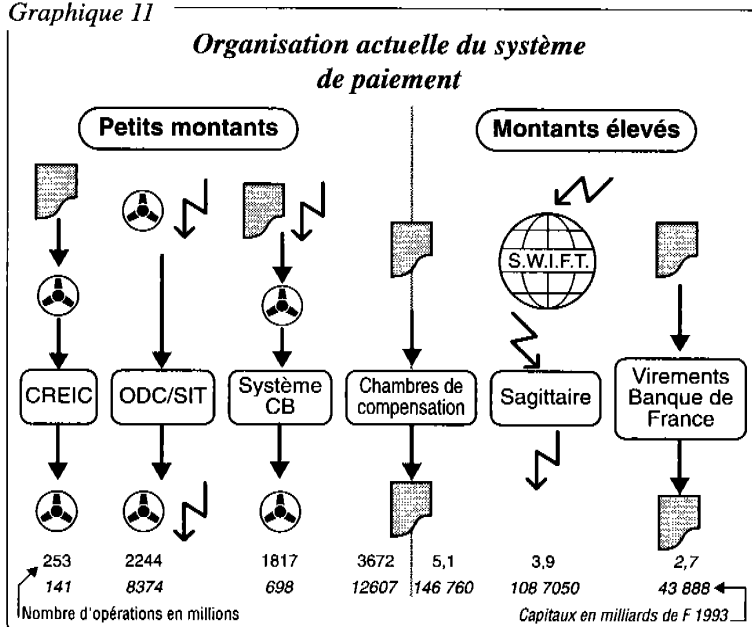 Graphique 11
Organisation actuelle du système
de paiement
Petits montants
Montants élevés
S.W.I.F.T.
CREIC
ODC/SIT
Système
CB
Chambres de
compensation
Sagittaire
Virements
Banque de
France
253 2244 1817 3672 5,1 3,9 2,7
141 8374 698 12607 146 760 108 7050 43 888
Nombre d'opérations en millions
Capitaux en milliards de F 1993